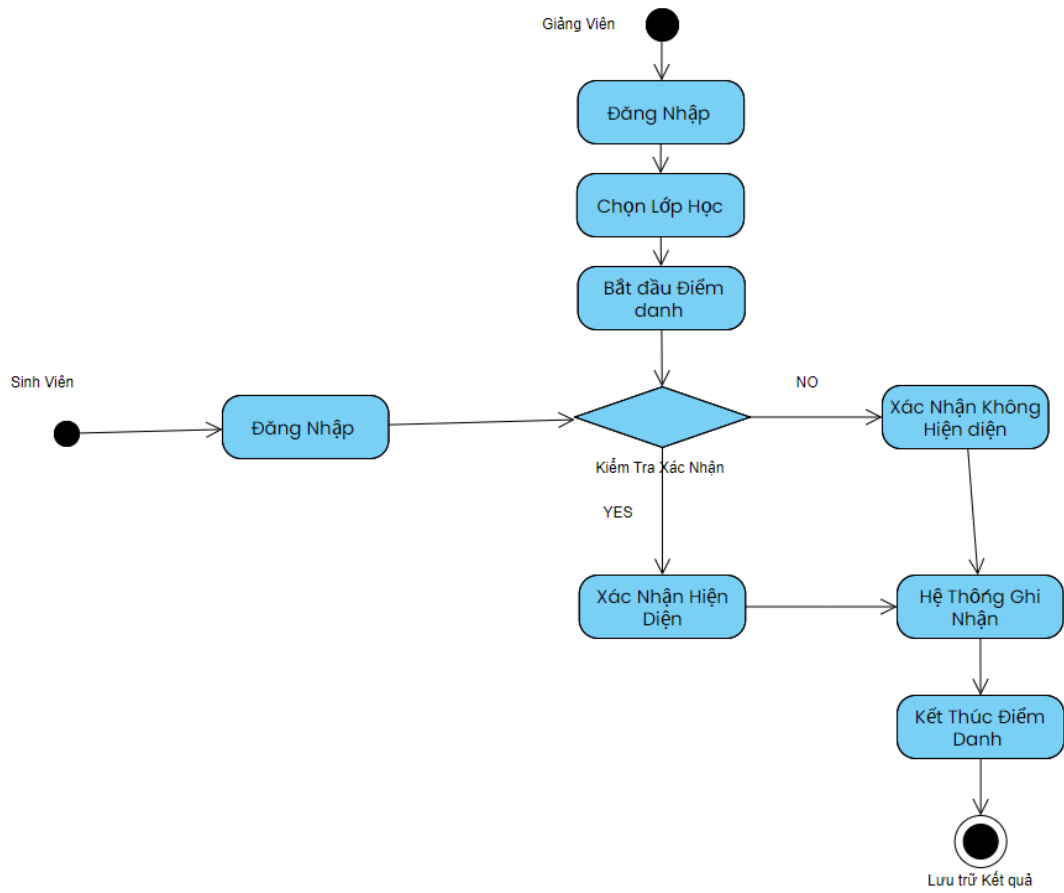 Giảng Viên
Đăng Nhập
Chọn Lớp Học
Bắt đầu Điểm
danh
Sinh Viên
Đăng Nhập
NO
Xác Nhận Không
Hiện diện
Kiểm Tra Xác Nhận
YES
Xác Nhận Hiện
Diện
Hệ Thống Ghi
Nhận
Kết Thúc Điểm
Danh
Lưu trữ Kết quả